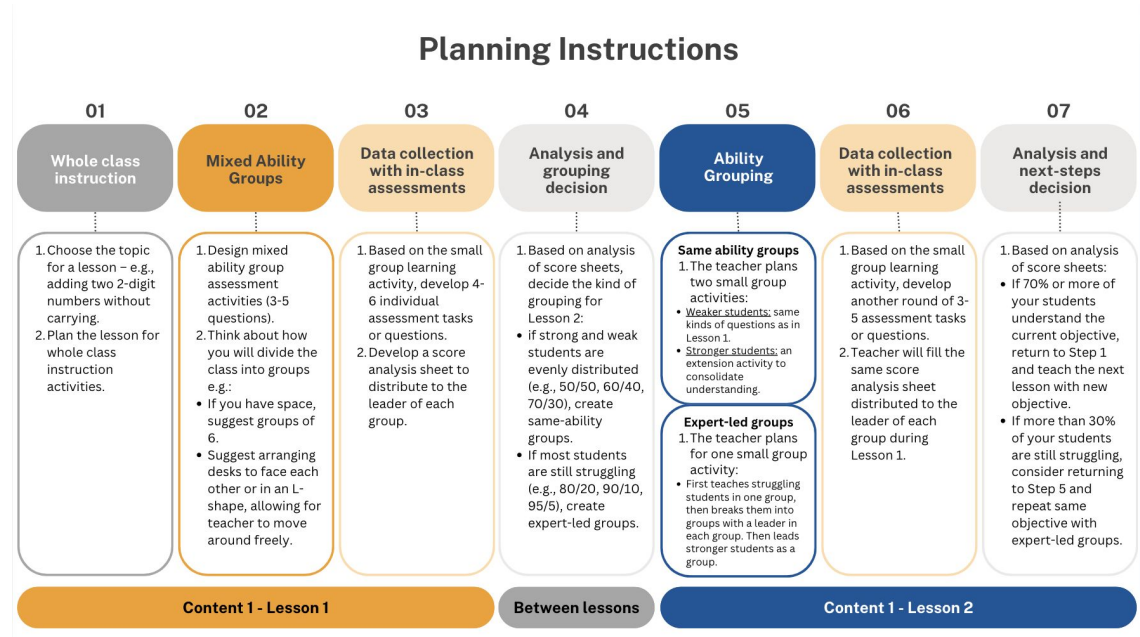 Planning Instructions
01
Whole class
instruction
1. Choose the topic
for a lesson – e.g.,
adding two 2-digit
numbers without
carrying.
2. Plan the lesson for
whole class
instruction
activities.
02
Mixed Ability
Groups
1. Design mixed
ability group
assessment
activities (3-5
questions).
2. Think about how
you will divide the
class into groups
e.g.:
• If you have space,
suggest groups of
6.
• Suggest arranging
desks to face each
other or in an L-
shape, allowing for
teacher to move
around freely.
03
Data collection
with in-class
assessments
1. Based on the small
group learning
activity, develop 4-
6 individual
assessment tasks
or questions.
2. Develop a score
analysis sheet to
distribute to the
leader of each
group.
04
Analysis and
grouping
decision
1. Based on analysis
of score sheets,
decide the kind of
grouping for
Lesson 2:
• if strong and weak
students are
evenly distributed
(e.g., 50/50, 60/40,
70/30), create
same-ability
groups.
• If most students
are still struggling
(e.g., 80/20, 90/10,
95/5), create
expert-led groups.
05
Ability
Grouping
Same ability groups
1. The teacher plans
two small group
activities:
• Weaker students: same
kinds of questions as in
Lesson 1.
• Stronger students: an
extension activity to
consolidate
understanding.
Expert-led groups
1. The teacher plans
for one small group
activity:
• First teaches struggling
students in one group,
then breaks them into
groups with a leader in
each group. Then leads
stronger students as a
group.
06
Data collection
with in-class
assessments
1. Based on the small
group learning
activity, develop
another round of 3-
5 assessment tasks
or questions.
2. Teacher will fill the
same score
analysis sheet
distributed to the
leader of each
group during
Lesson 1.
07
Analysis and
next-steps
decision
1. Based on analysis
of score sheets:
• If 70% or more of
your students
understand the
current objective,
return to Step 1
and teach the next
lesson with new
objective.
• If more than 30%
of your students
are still struggling,
consider returning
to Step 5 and
repeat same
objective with
expert-led groups.
Content 1 - Lesson 1
Between lessons
Content 1 - Lesson 2